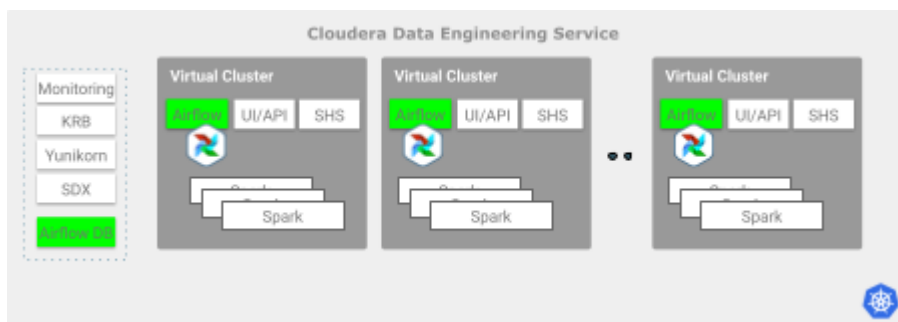 Cloudera Data Engineering Service
Monitoring
KRB
Yunikorn
SDX
Airflow DB
Virtual Cluster
Airflow UI/API SHS
Spark
Virtual Cluster
Airflow UI/API SHS
Spark
Virtual Cluster
Airflow UI/API SHS
Spark